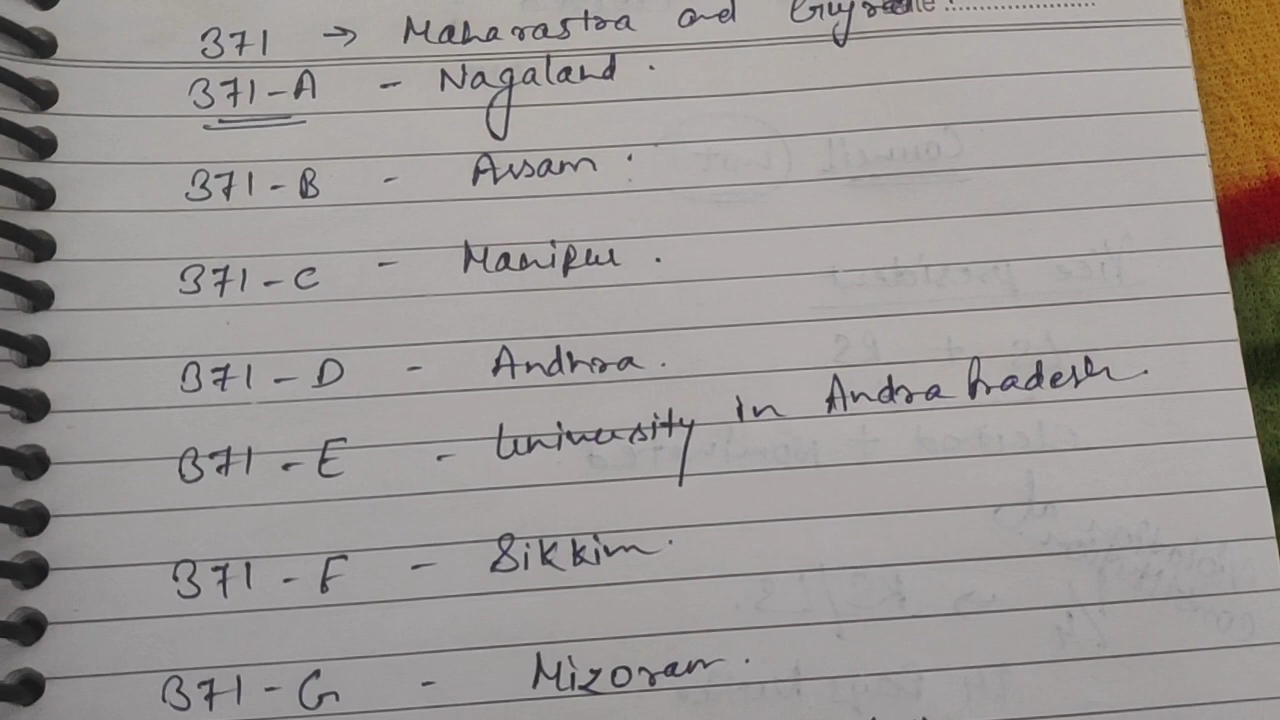 371 → Maharastra and Gujrate
371-A - Nagaland.
371-B - Assam.
371-C - Manipur.
371-D - Andhra.
371-E - University in Andra Pradesh.
371-F - Sikkim.
371-G - Mizoram.